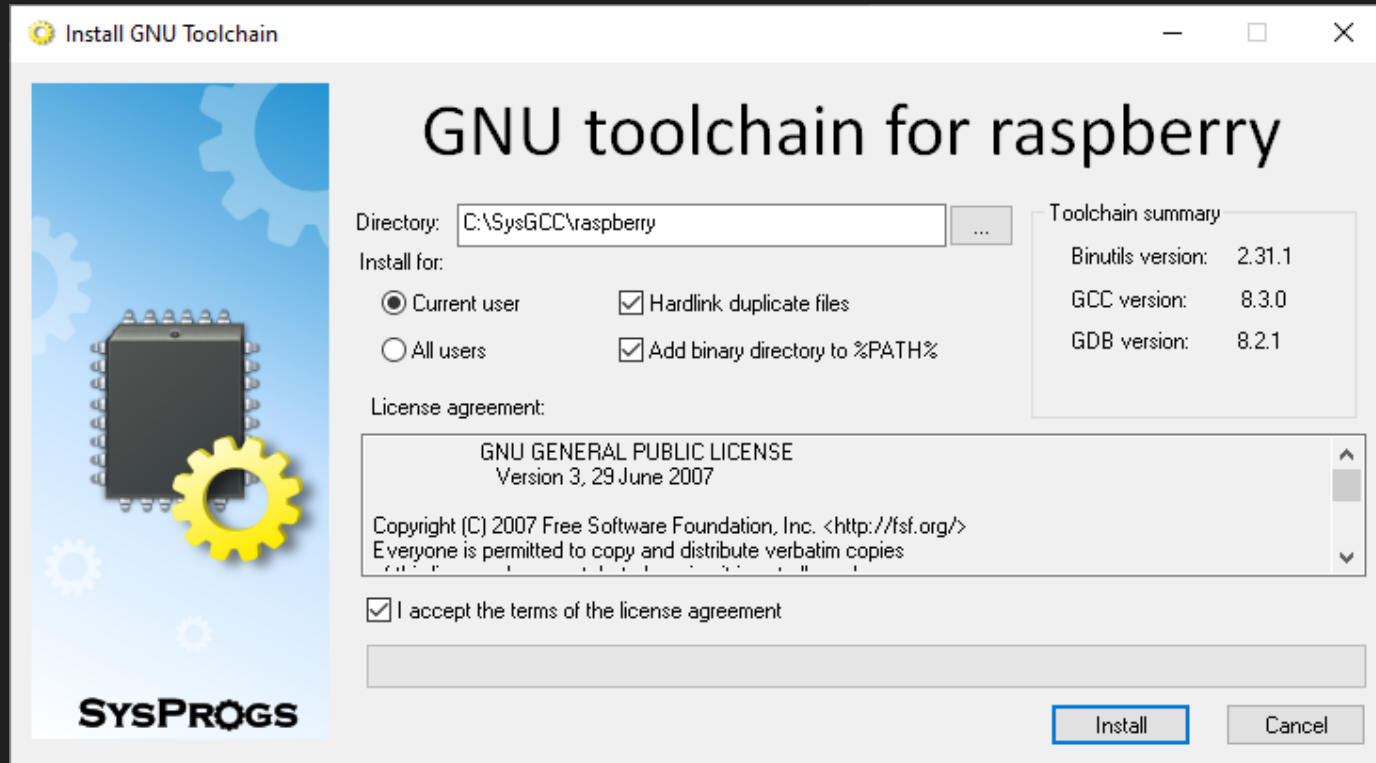 Install GNU Toolchain
GNU toolchain for raspberry
Directory: C:\SysGCC\raspberry ...
Install for:
Current user
Hardlink duplicate files
All users
Add binary directory to %PATH%
Toolchain summary
Binutils version: 2.31.1
GCC version: 8.3.0
GDB version: 8.2.1
License agreement:
GNU GENERAL PUBLIC LICENSE
Version 3, 29 June 2007
Copyright (C) 2007 Free Software Foundation, Inc. <http://fsf.org/>
Everyone is permitted to copy and distribute verbatim copies
I accept the terms of the license agreement
SYSPROGS
Install
Cancel